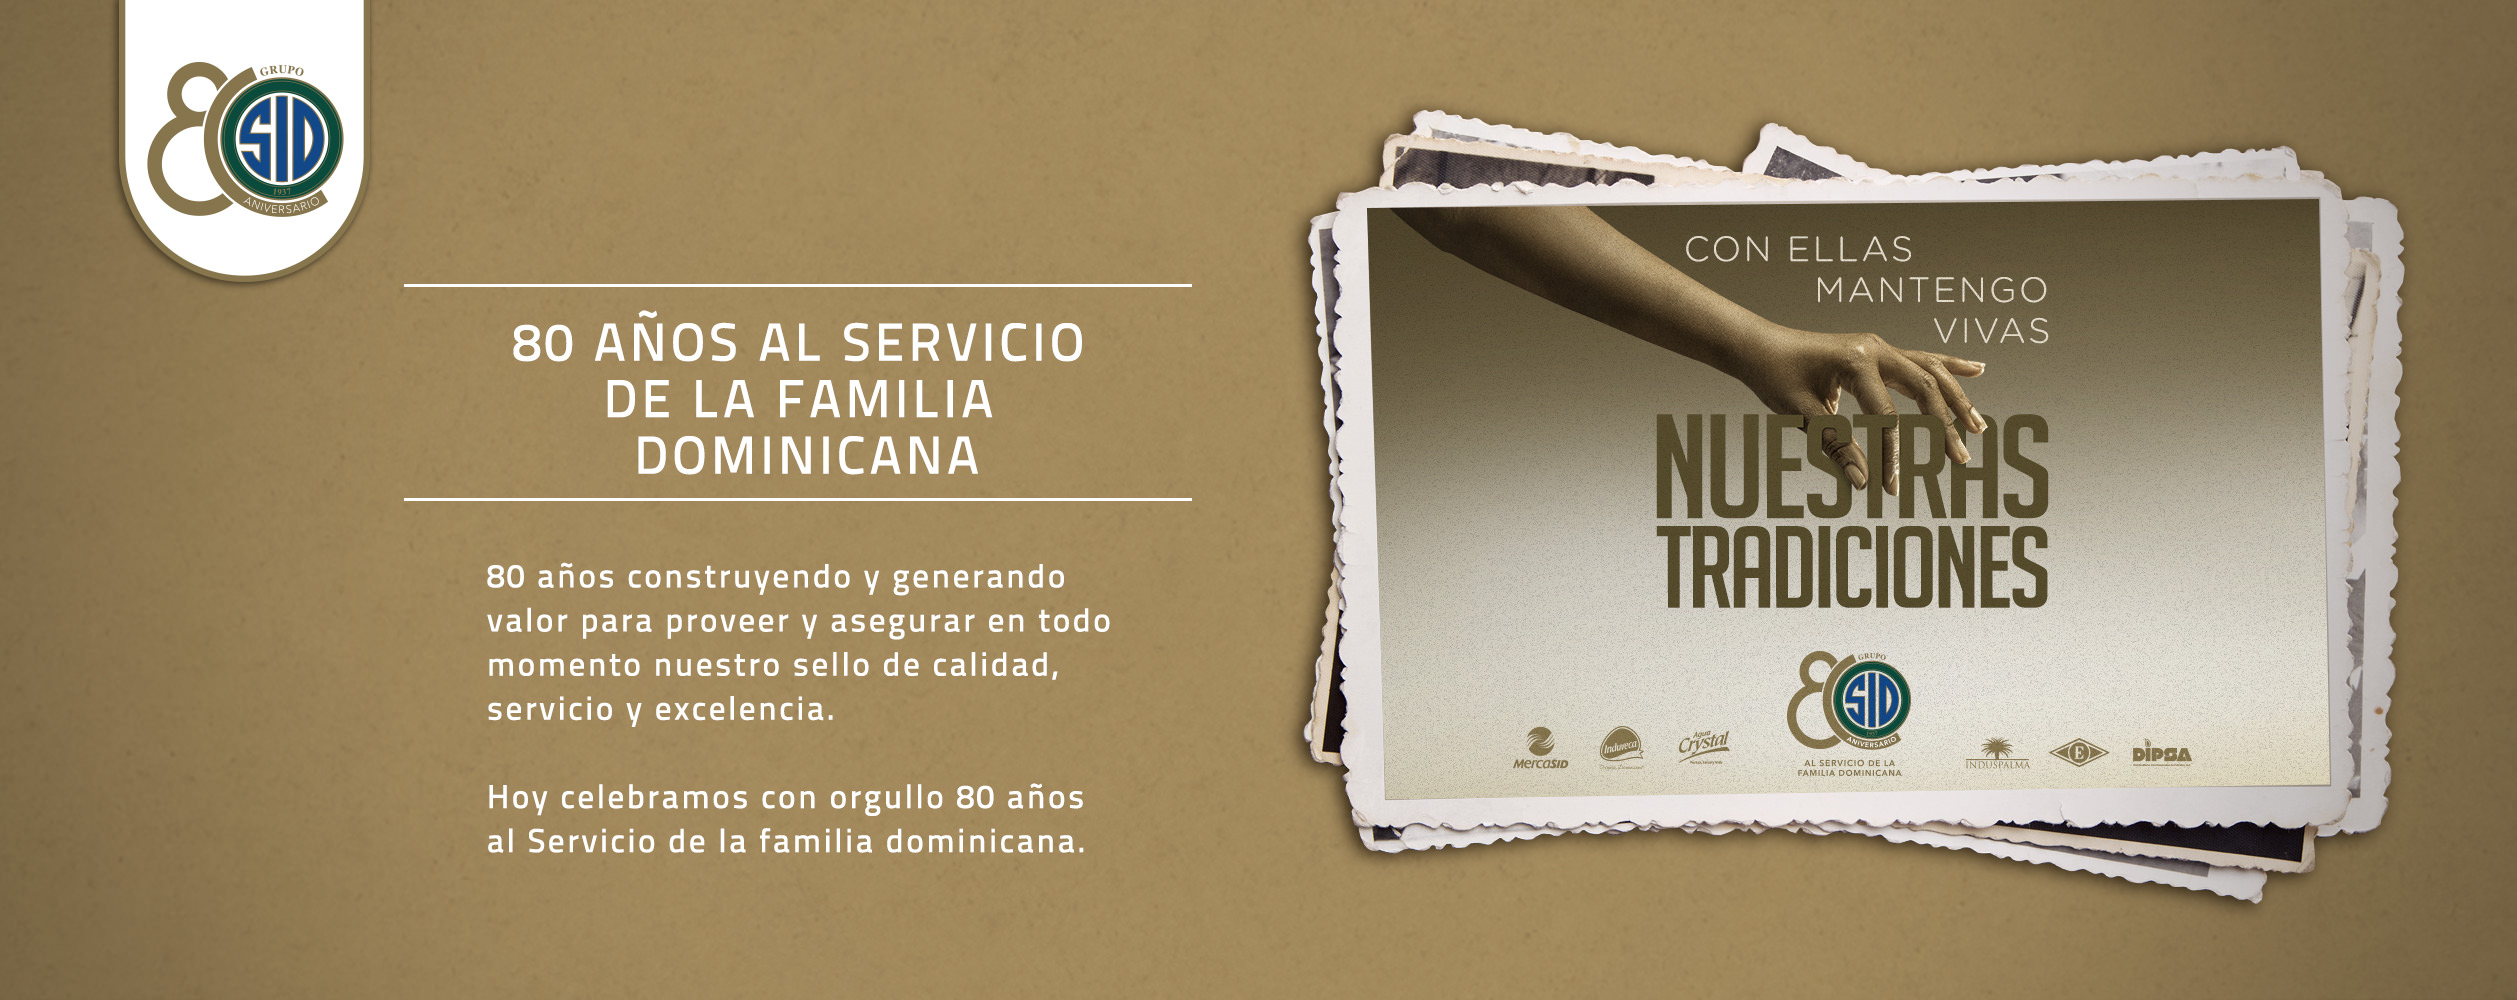 GRUPO
SID
1937
ANIVERSARIO
80 AÑOS AL SERVICIO
DE LA FAMILIA
DOMINICANA
80 años construyendo y generando
valor para proveer y asegurar en todo
momento nuestro sello de calidad,
servicio y excelencia.
Hoy celebramos con orgullo 80 años
al Servicio de la familia dominicana.
CON ELLAS
MANTENGO
VIVAS
NUESTRAS
TRADICIONES
GRUPO
SID
1937
ANIVERSARIO
AL SERVICIO DE LA
FAMILIA DOMINICANA
MercaSID
Indureca
Agua
Crystal
INDUSPALMA
E
DIPSA